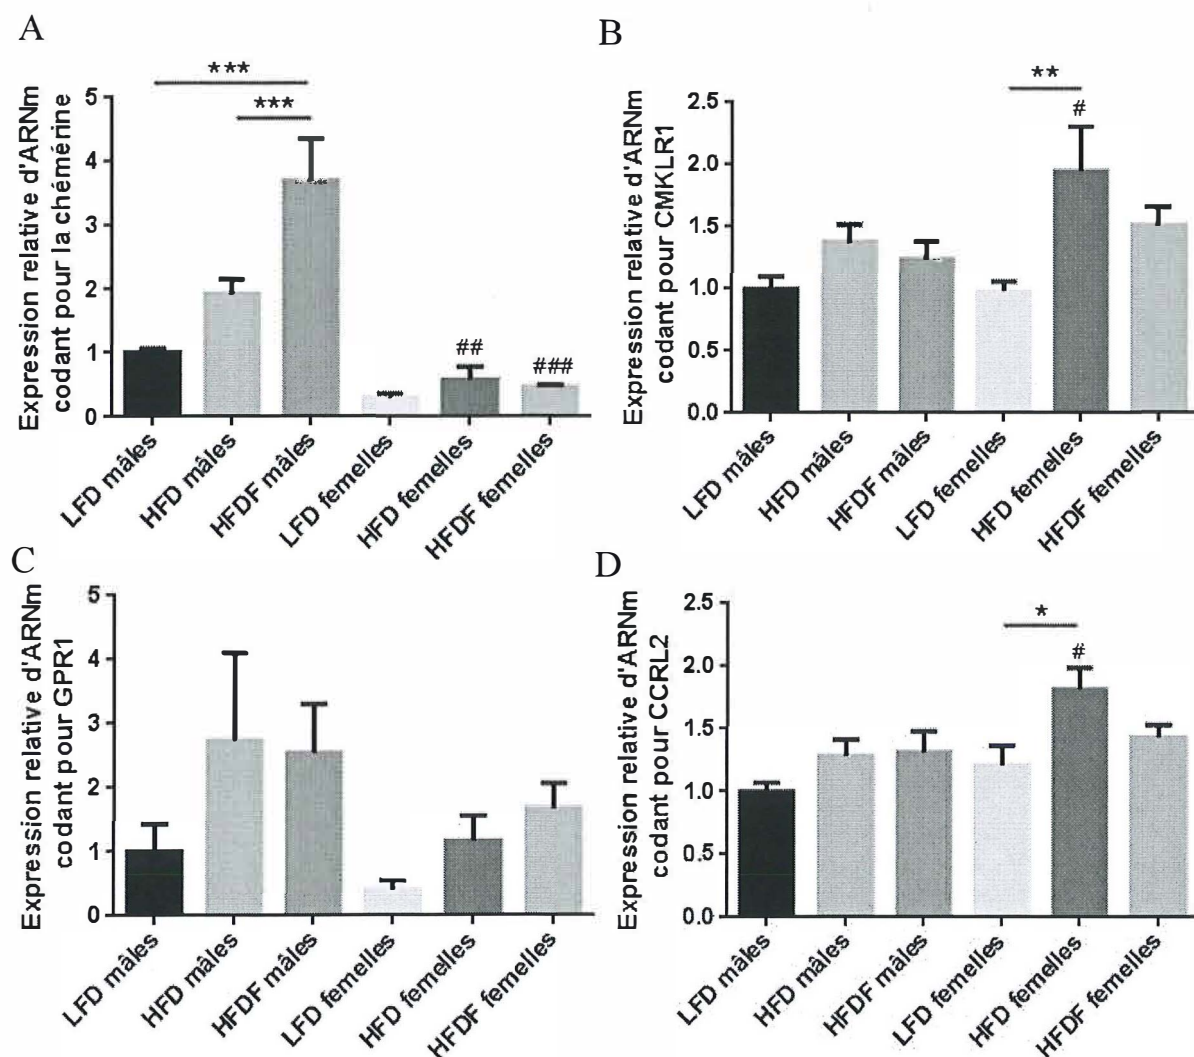 A
Expression relative d'ARNm
codant pour la chémérine
5
4
3
2
1
0
***
***
##
###
LFD mâles
HFD mâles
HFDF mâles
LFD femelles
HFD femelles
HFDF femelles
B
Expression relative d'ARNm
codant pour CMKLR1
2.5
2.0
1.5
1.0
0.5
0.0
**
#
LFD mâles
HFD mâles
HFDF mâles
LFD femelles
HFD femelles
HFDF femelles
C
Expression relative d'ARNm
codant pour GPR1
5
4
3
2
1
0
LFD mâles
HFD mâles
HFDF mâles
LFD femelles
HFD femelles
HFDF femelles
D
Expression relative d'ARNm
codant pour CCRL2
2.5
2.0
1.5
1.0
0.5
0.0
*
#
LFD mâles
HFD mâles
HFDF mâles
LFD femelles
HFD femelles
HFDF femelles